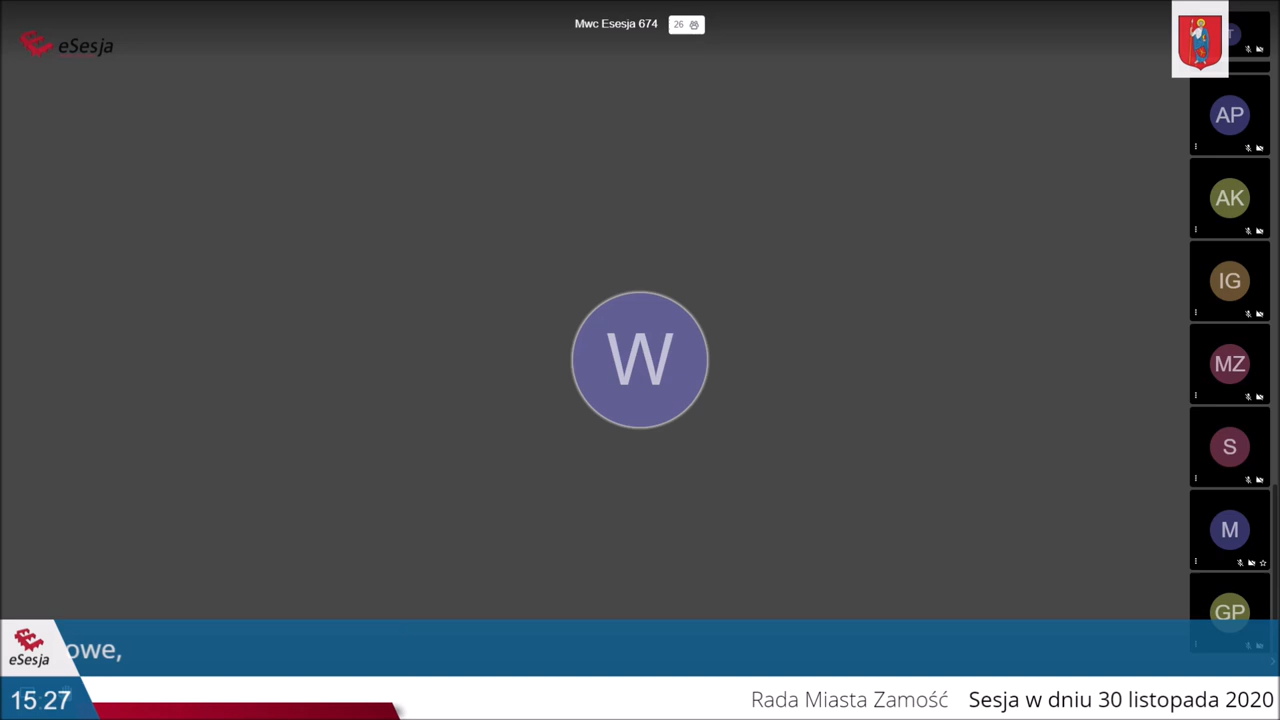 Mwc Esesja 674
26
eSesja
T
AP
AK
IG
W
MZ
S
M
GP
owe,
eSesja
15:27
Rada Miasta Zamość Sesja w dniu 30 listopada 2020